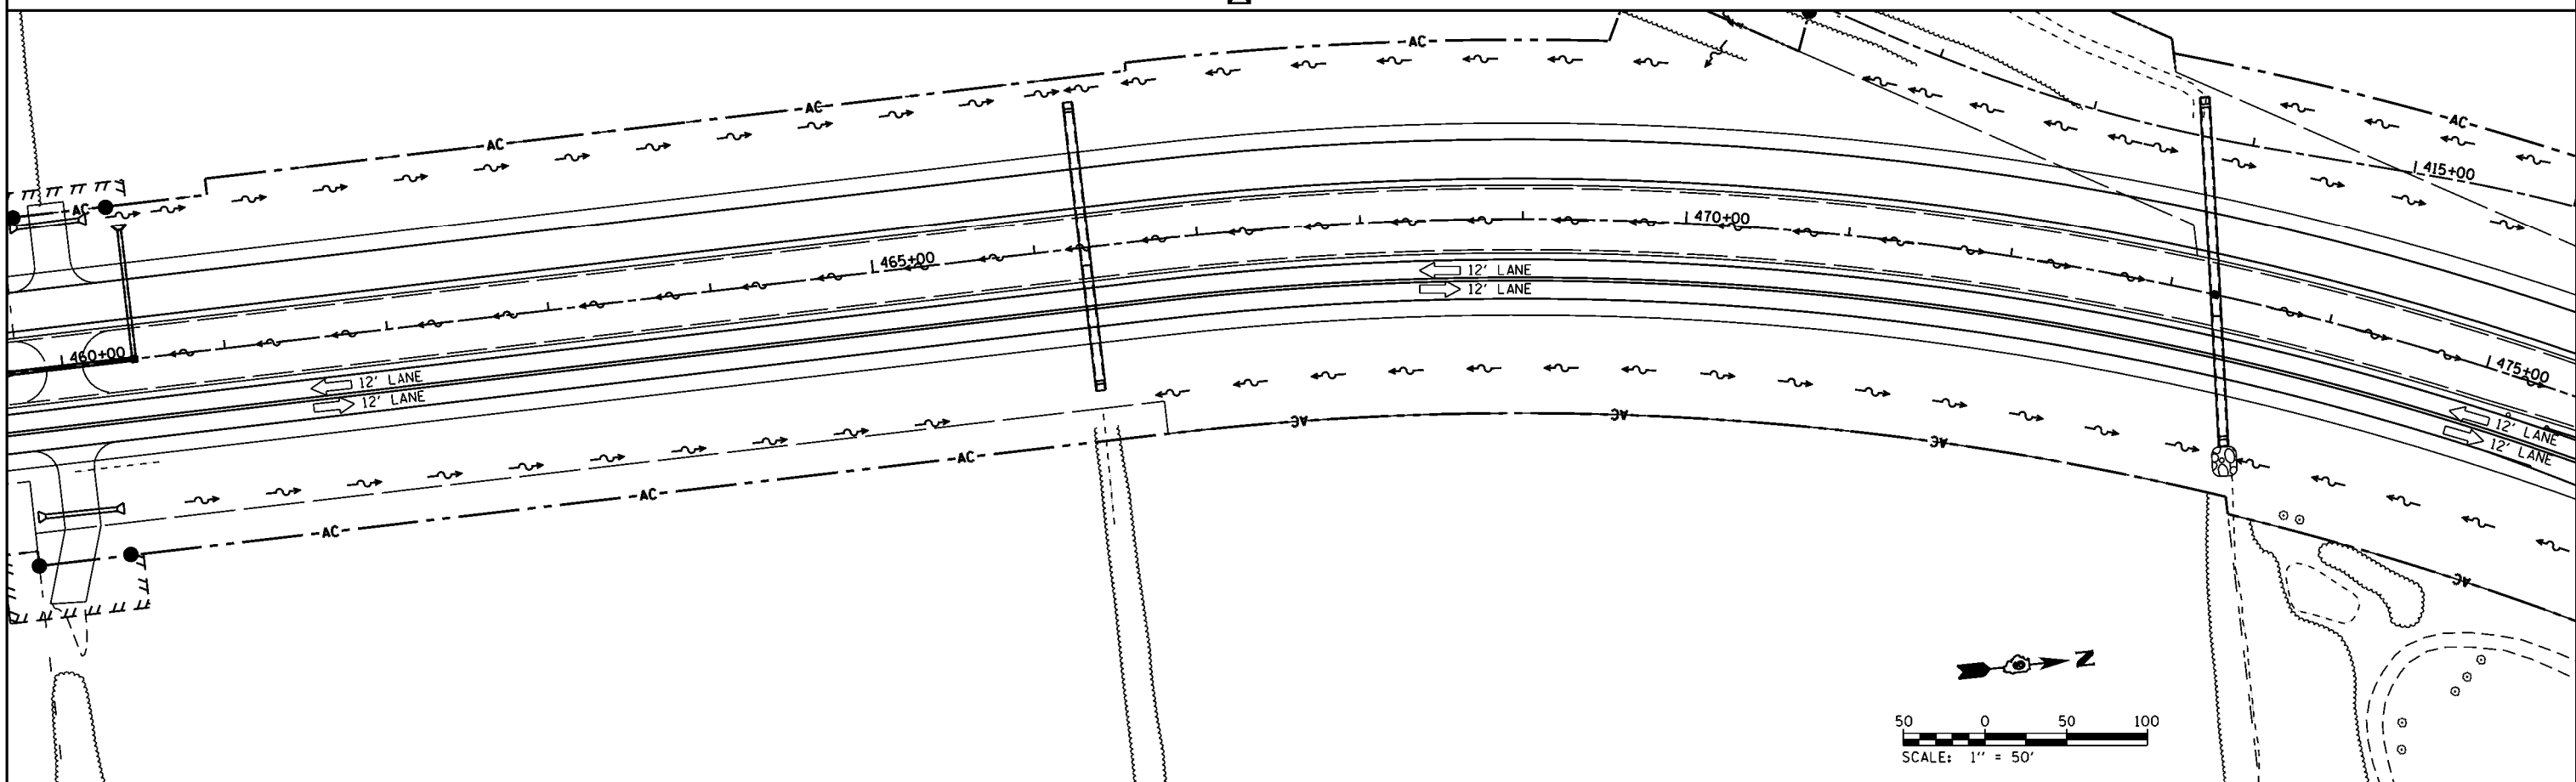 AC
AC
AC
AC
AC
415+00
470+00
465+00
12' LANE
12' LANE
460+00
475+00
12' LANE
12' LANE
12' LANE
12' LANE
AC
AC
AC
AC
AC
AC
AC
N
50 0 50 100
SCALE: 1'' = 50'